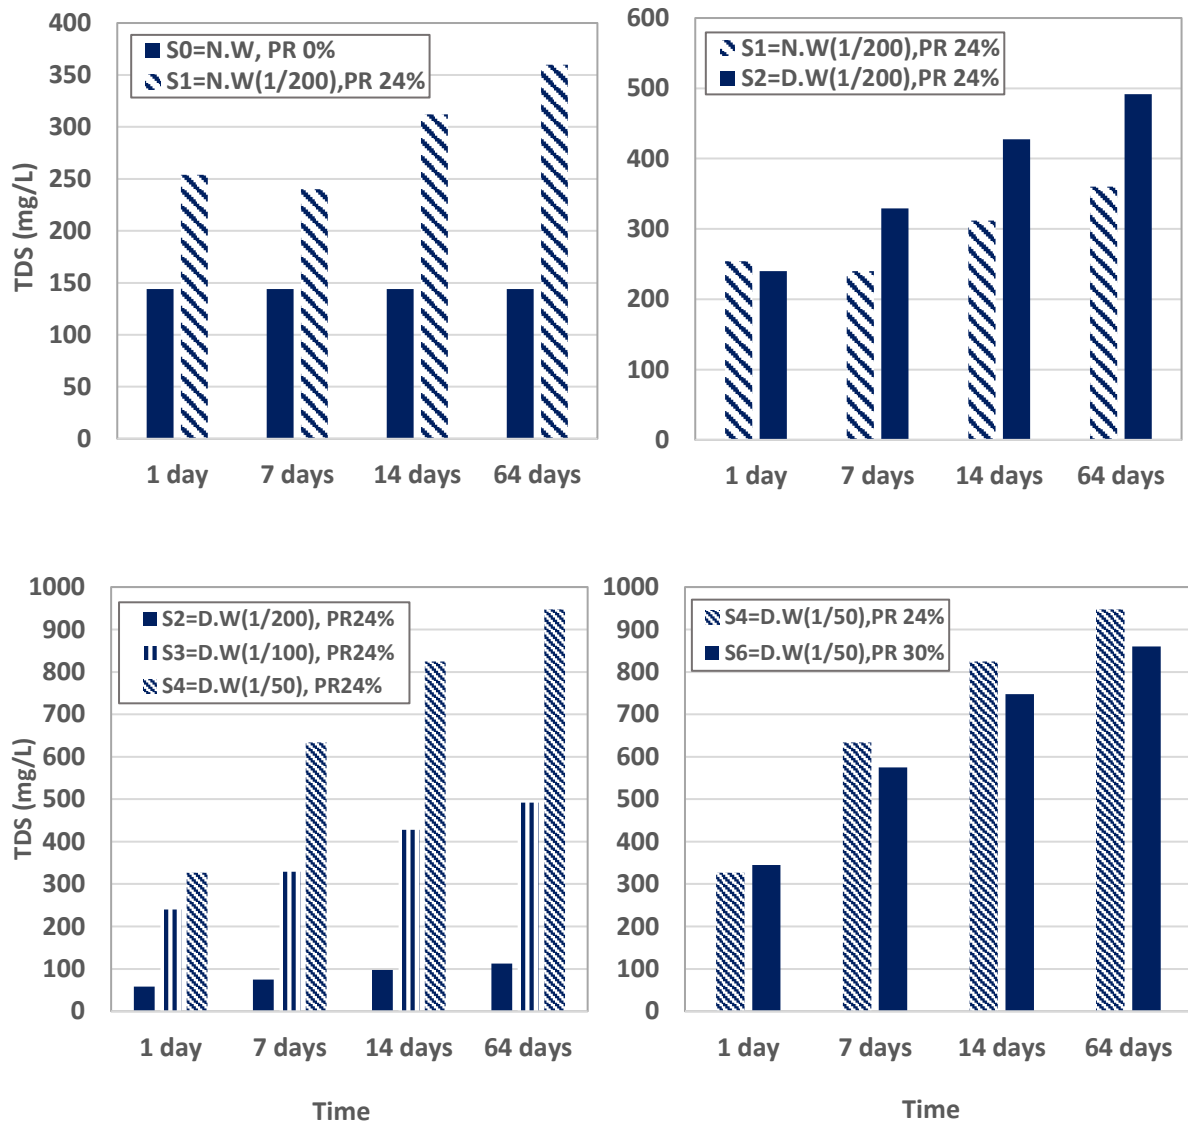 TDS (mg/L)
400
350
300
250
200
150
100
50
0
S0=N.W, PR 0%
S1=N.W(1/200),PR 24%
1 day
7 days
14 days
64 days
600
500
400
300
200
100
0
S1=N.W(1/200),PR 24%
S2=D.W(1/200),PR 24%
1 day
7 days
14 days
64 days
TDS (mg/L)
1000
900
800
700
600
500
400
300
200
100
0
S2=D.W(1/200), PR24%
S3=D.W(1/100), PR24%
S4=D.W(1/50), PR24%
1 day
7 days
14 days
64 days
Time
1000
900
800
700
600
500
400
300
200
100
0
S4=D.W(1/50),PR 24%
S6=D.W(1/50),PR 30%
1 day
7 days
14 days
64 days
Time